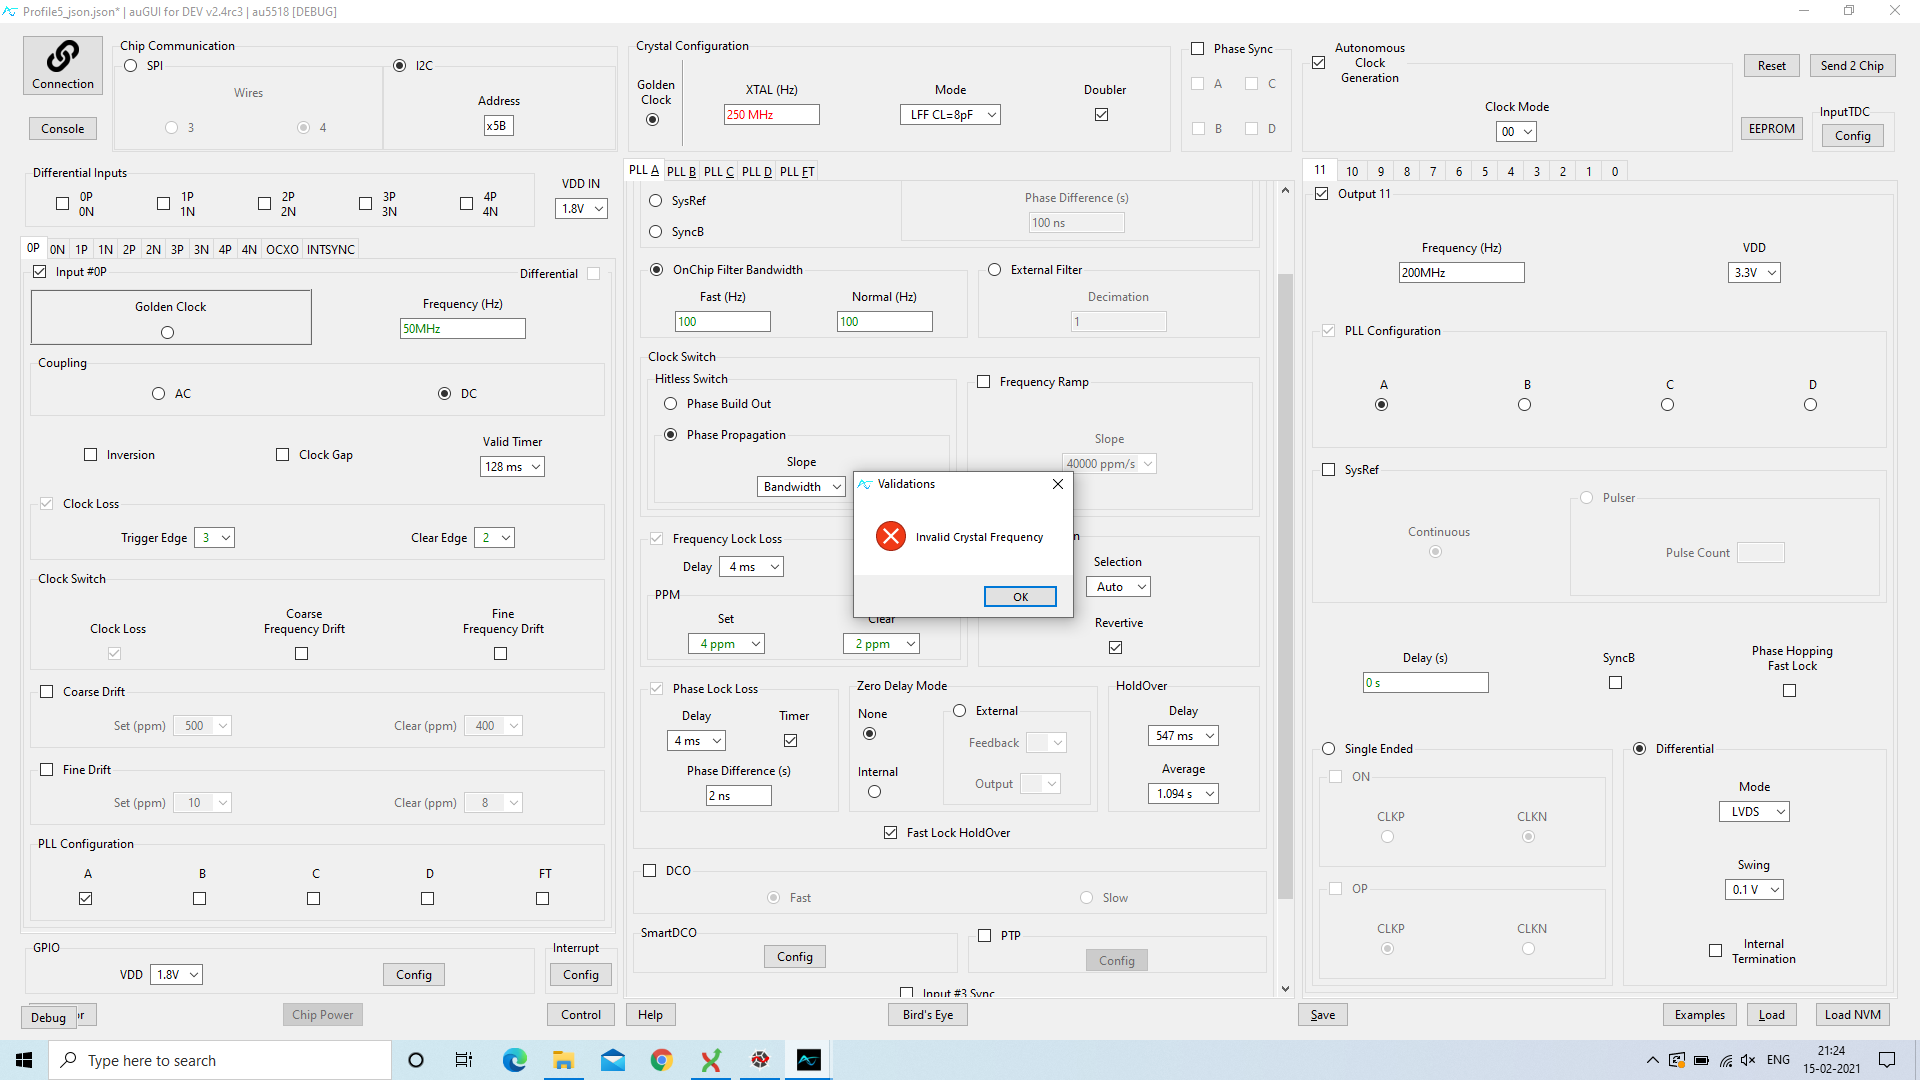 Profile5_json.json* | auGUI for DEV v2.4rc3 | au5518 [DEBUG]
Connection
Console
Chip Communication
SPI
Wires
3
4
I2C
Address
x5B
Crystal Configuration
Golden
Clock
XTAL (Hz)
250 MHz
Mode
LFF CL=8pF
Doubler
Phase Sync
A
C
B
D
Autonomous
Clock
Generation
Clock Mode
00
Reset
Send 2 Chip
EEPROM
InputTDC
Config
Differential Inputs
0P
0N
1P
1N
2P
2N
3P
3N
4P
4N
VDD IN
1.8V
0P 0N 1P 1N 2P 2N 3P 3N 4P 4N OCXO INTSYNC
Input #0P
Differential
Golden Clock
Frequency (Hz)
50MHz
Coupling
AC
DC
Inversion
Clock Gap
Valid Timer
128 ms
Clock Loss
Trigger Edge 3
Clear Edge 2
Clock Switch
Clock Loss
Coarse
Frequency Drift
Fine
Frequency Drift
Coarse Drift
Set (ppm) 500
Clear (ppm) 400
Fine Drift
Set (ppm) 10
Clear (ppm) 8
PLL Configuration
A
B
C
D
FT
GPIO
VDD 1.8V
Config
Interrupt
Config
Debug
or
Chip Power
Control
PLL A PLL B PLL C PLL D PLL FT
SysRef
SyncB
Phase Difference (s)
100 ns
OnChip Filter Bandwidth
Fast (Hz)
100
Normal (Hz)
100
External Filter
Decimation
1
Clock Switch
Hitless Switch
Phase Build Out
Phase Propagation
Slope
Bandwidth
Frequency Ramp
Slope
40000 ppm/s
Validations
Invalid Crystal Frequency
OK
Frequency Lock Loss
Delay 4 ms
PPM
Set
4 ppm
Clear
2 ppm
n
Selection
Auto
Revertive
Phase Lock Loss
Delay
4 ms
Timer
Phase Difference (s)
2 ns
Zero Delay Mode
None
Internal
External
Feedback
Output
HoldOver
Delay
547 ms
Average
1.094 s
Fast Lock HoldOver
DCO
Fast
Slow
SmartDCO
Config
PTP
Config
Input #3 Sync
Help
Bird's Eye
11 10 9 8 7 6 5 4 3 2 1 0
Output 11
Frequency (Hz)
200MHz
VDD
3.3V
PLL Configuration
A
B
C
D
SysRef
Continuous
Pulser
Pulse Count
Delay (s)
0 s
SyncB
Phase Hopping
Fast Lock
Single Ended
ON
CLKP
CLKN
OP
CLKP
CLKN
Differential
Mode
LVDS
Swing
0.1 V
Internal
Termination
Save
Examples
Load
Load NVM
Type here to search
ENG
21:24
15-02-2021